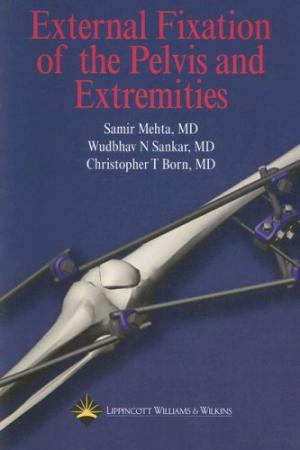 External Fixation
of the Pelvis and
Extremities
Samir Mehta, MD
Wudbhav N Sankar, MD
Christopher T Born, MD
LIPPINCOTT WILLIAMS & WILKINS